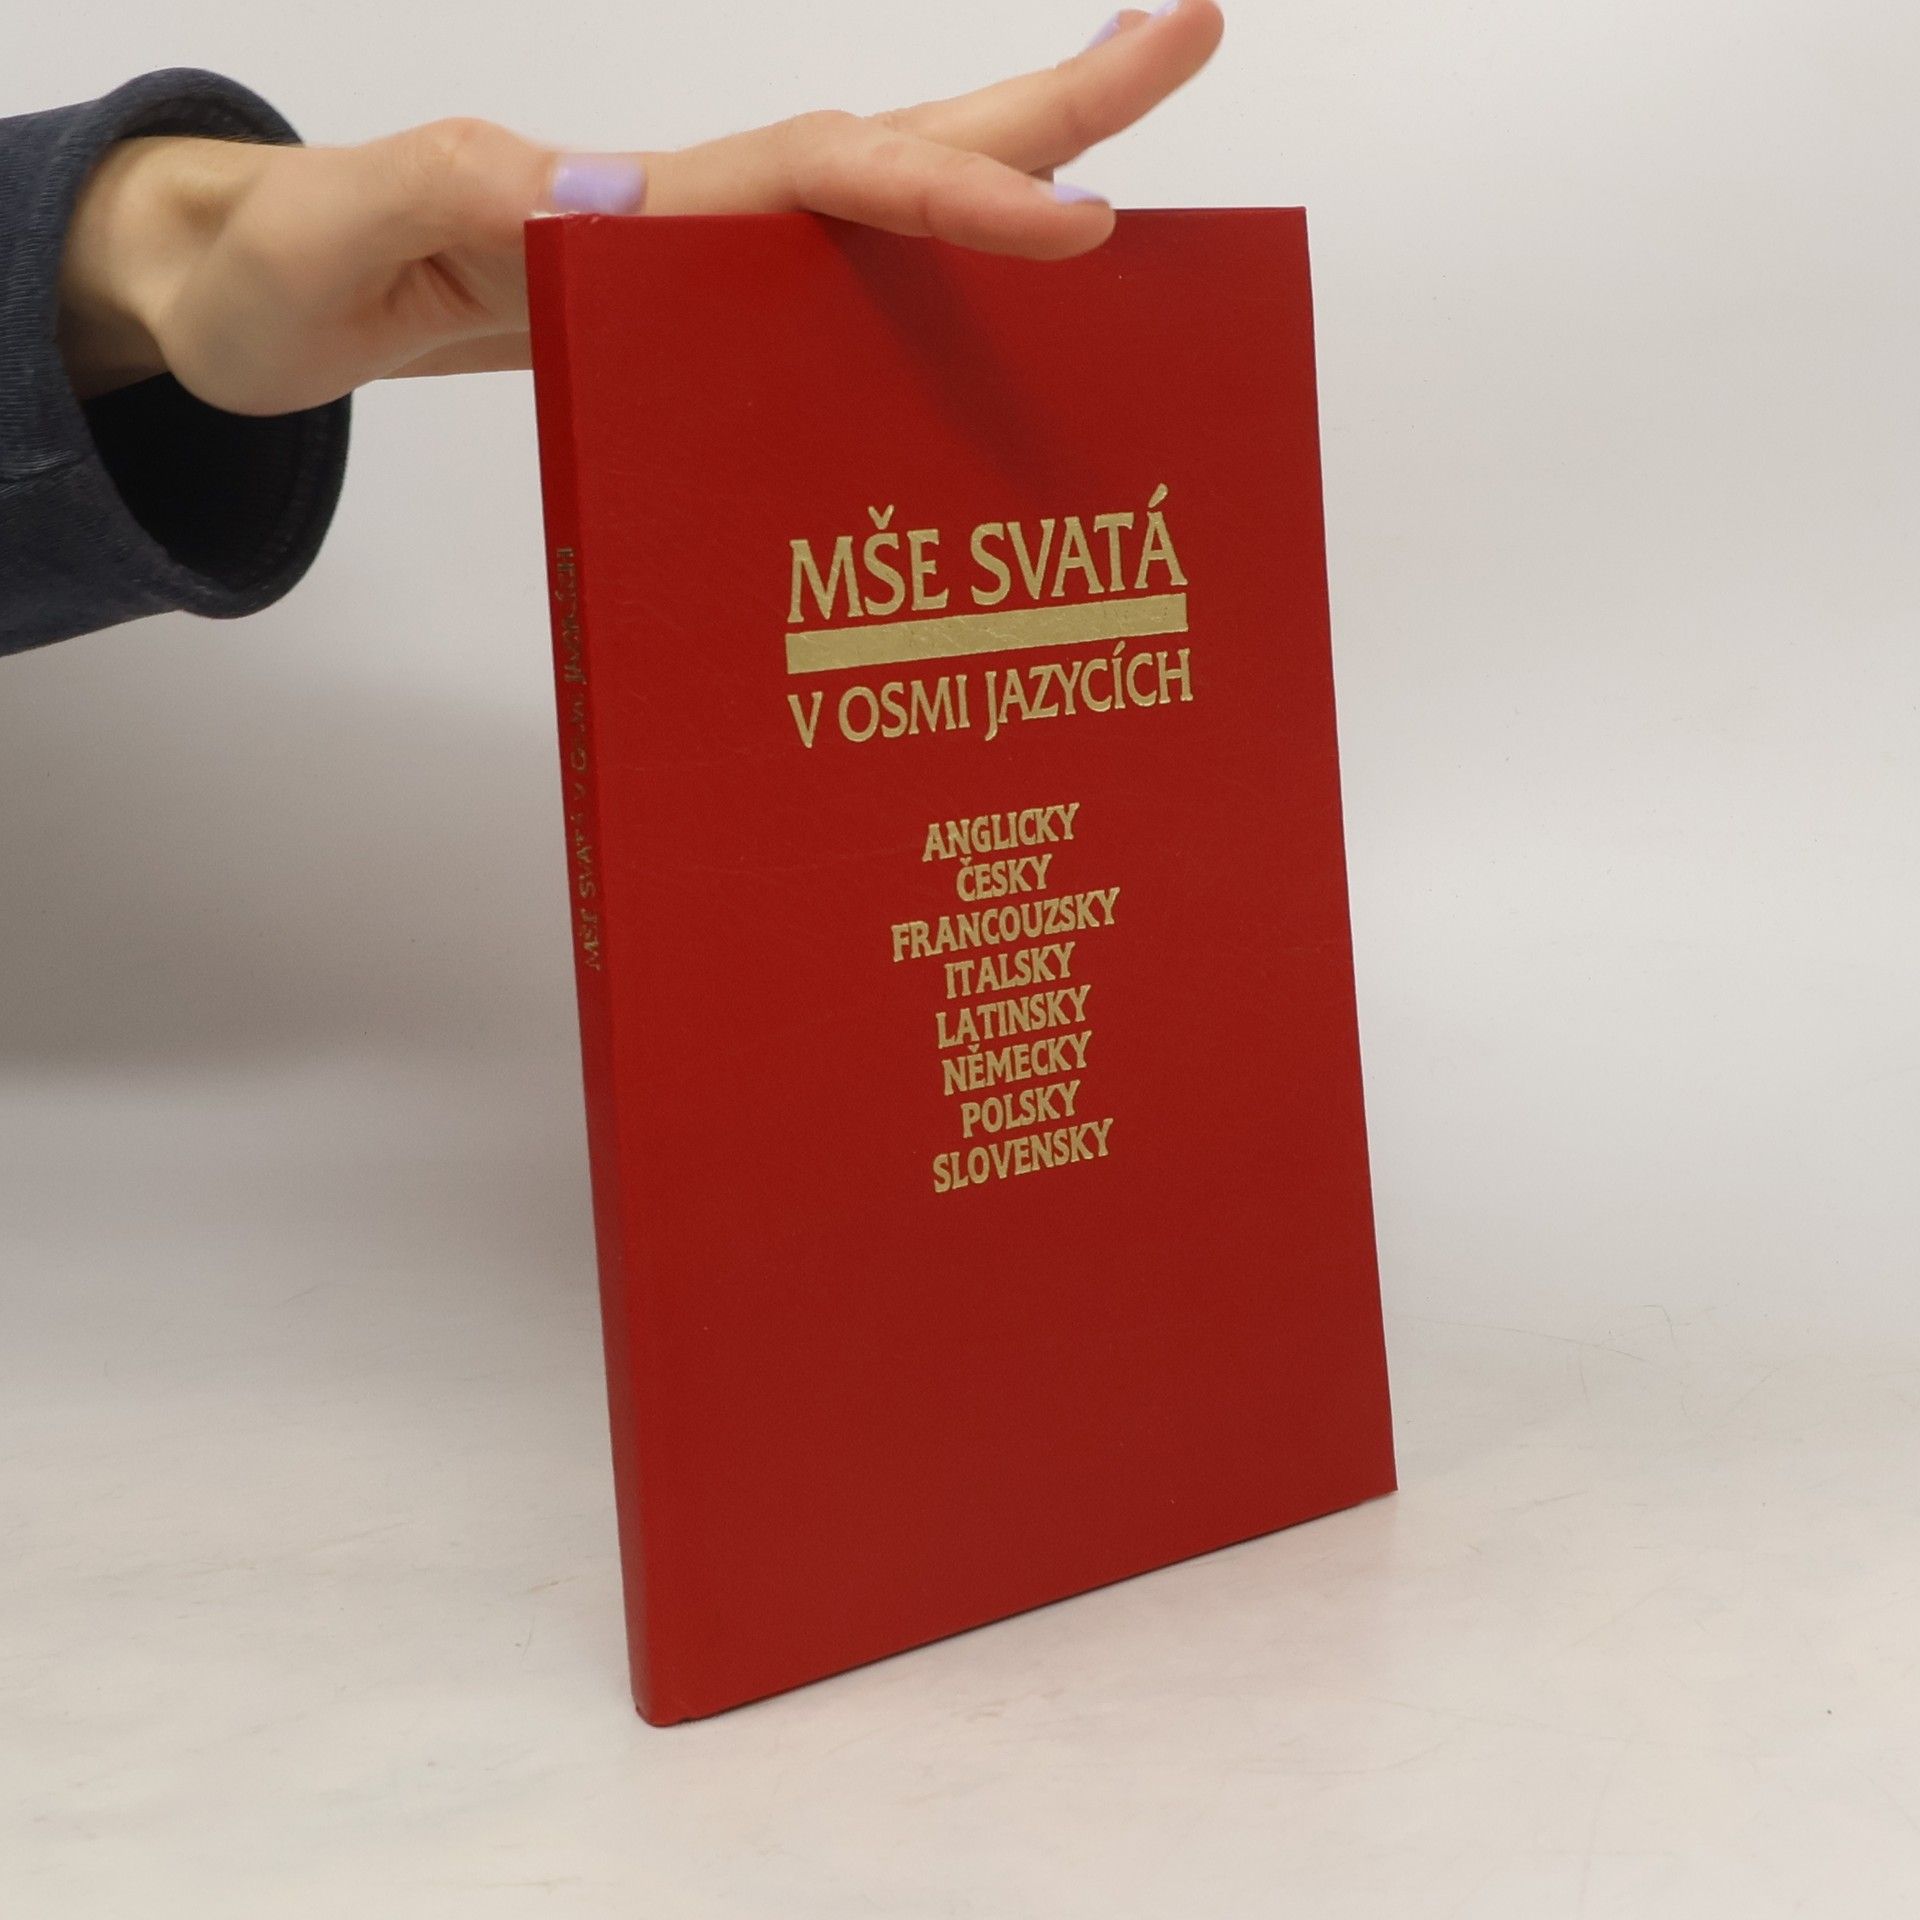 MŠE SVATÁ V OSMI JAZYCÍCH
MŠE SVATÁ
V OSMI JAZYCÍCH
ANGLICKY
ČESKY
FRANCOUZSKY
ITALSKY
LATINSKY
NĚMECKY
POLSKY
SLOVENSKY